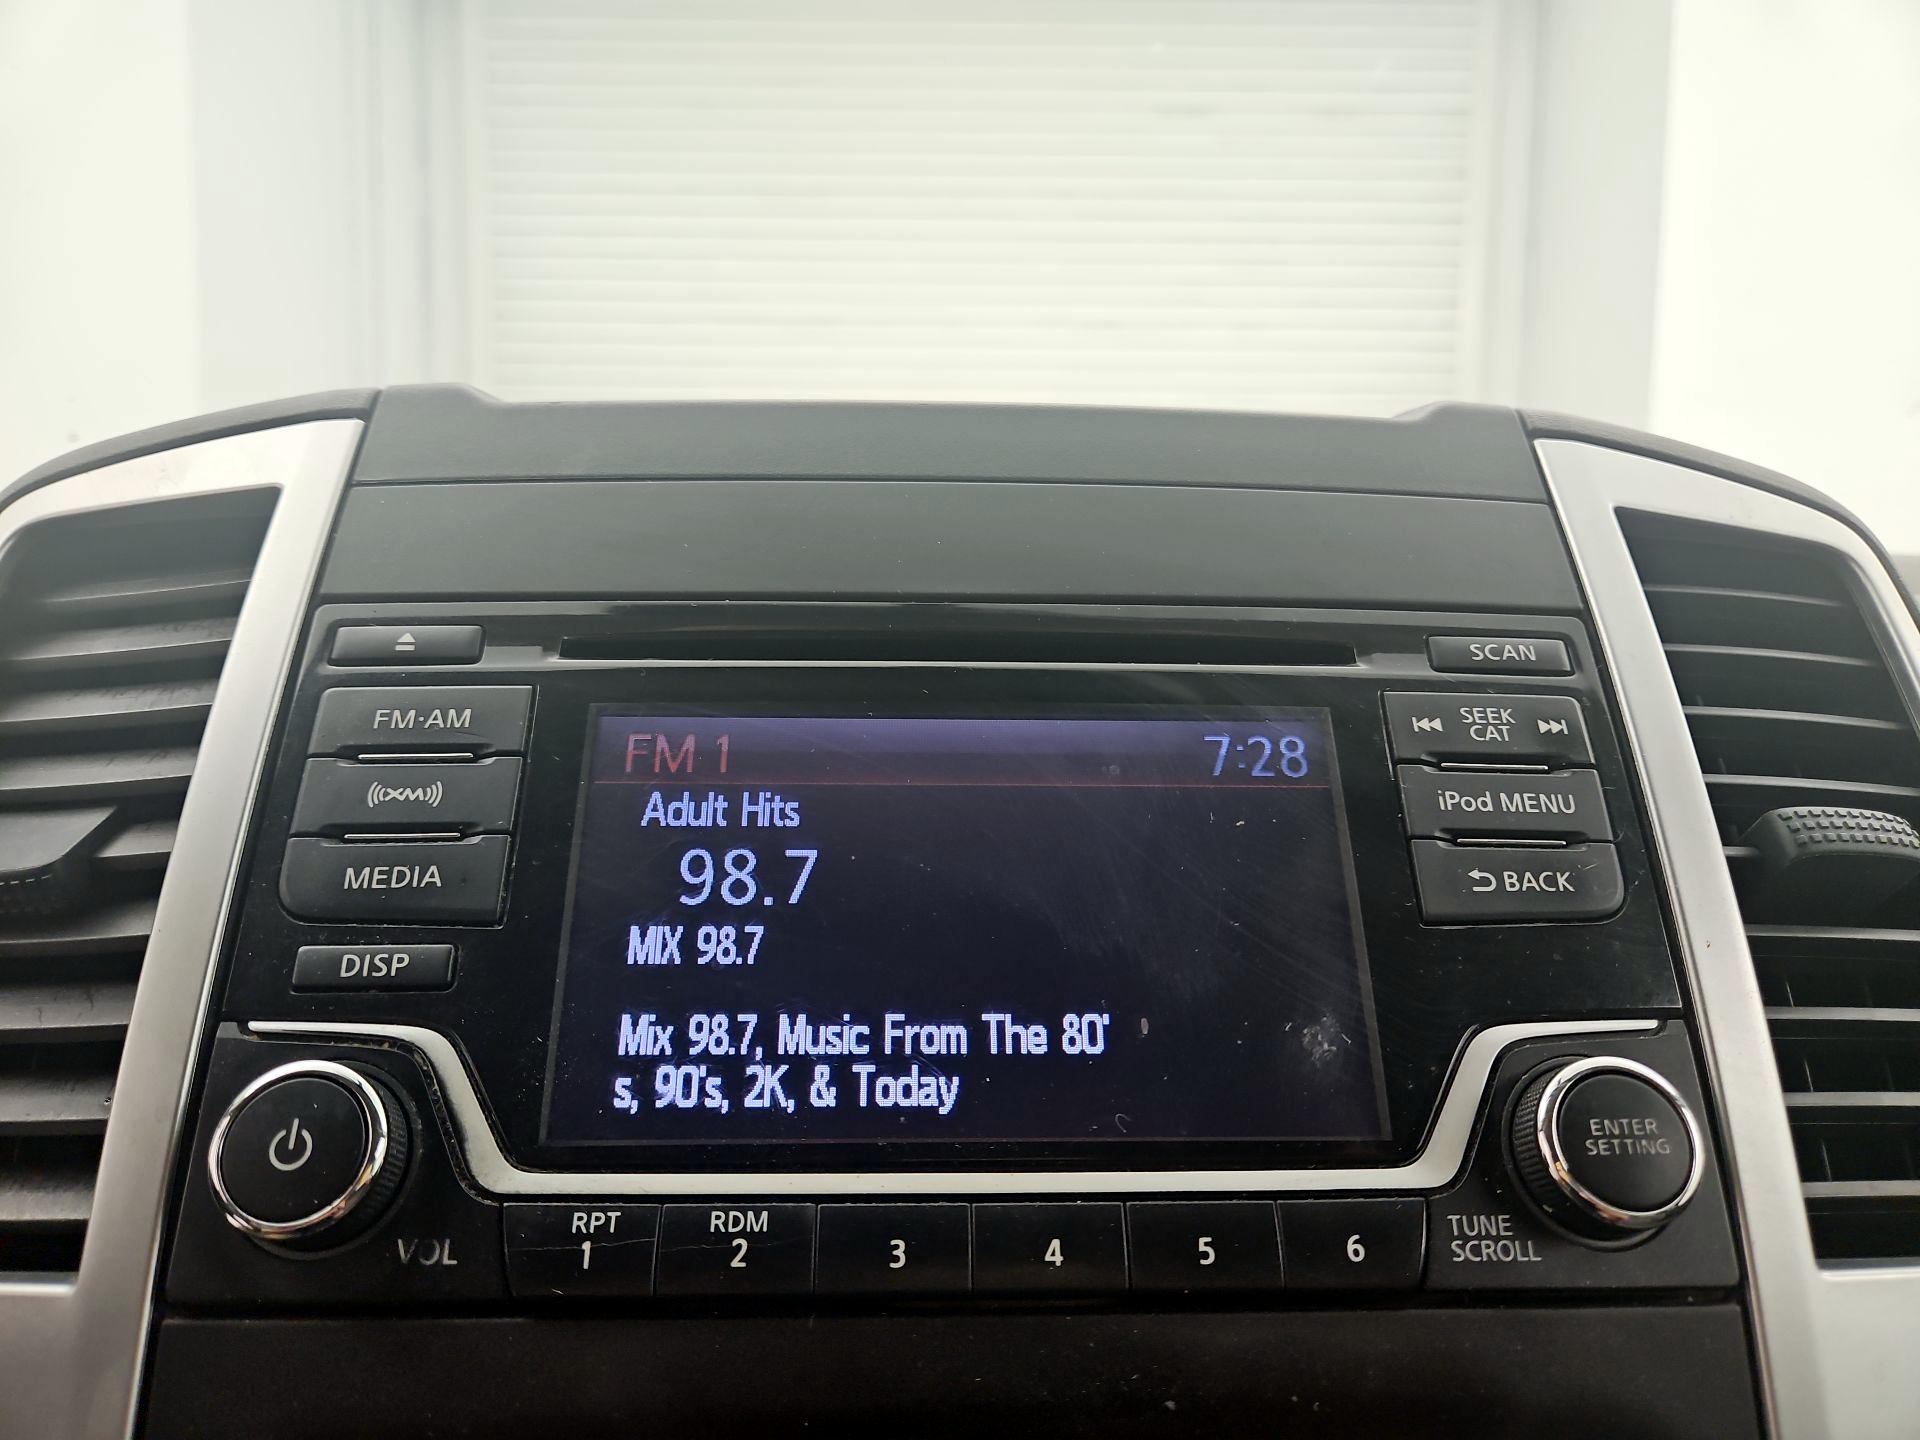 SCAN
FM·AM
SEEK
CAT
XM
iPod MENU
MEDIA
BACK
DISP
FM 1 7:28
Adult Hits
98.7
MIX 98.7
Mix 98.7, Music From The 80'
s, 90's, 2K, & Today
ENTER
SETTING
VOL
RPT
1
RDM
2
3
4
5
6
TUNE
SCROLL